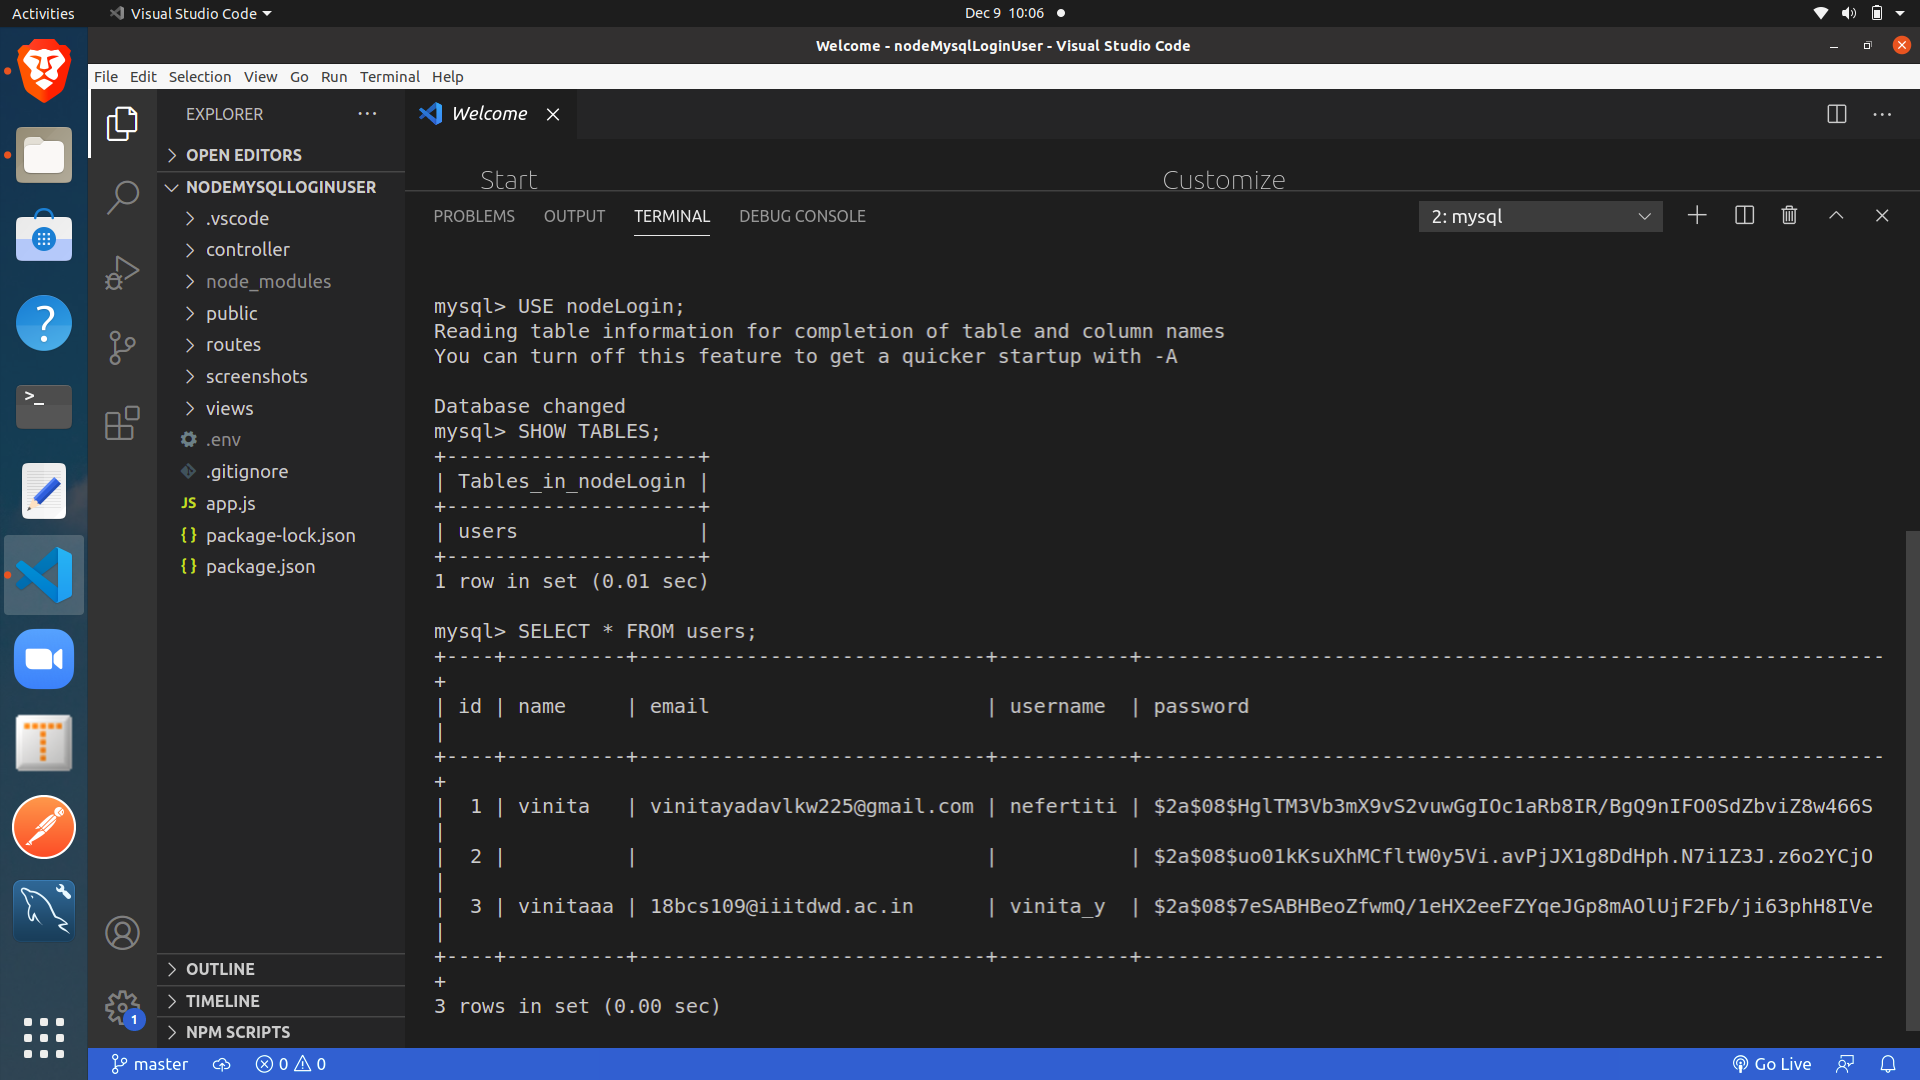 Activities
Visual Studio Code
Dec 9 10:06
Welcome - nodeMysqlLoginUser - Visual Studio Code
File Edit Selection View Go Run Terminal Help
EXPLORER
OPEN EDITORS
NODEMYSQLLOGINUSER
.vscode
controller
node_modules
public
routes
screenshots
views
.env
.gitignore
JS app.js
{} package-lock.json
{} package.json
OUTLINE
TIMELINE
NPM SCRIPTS
1
Welcome
Start
Customize
PROBLEMS OUTPUT TERMINAL DEBUG CONSOLE
2: mysql
mysql> USE nodeLogin;
Reading table information for completion of table and column names
You can turn off this feature to get a quicker startup with -A
Database changed
mysql> SHOW TABLES;
+---------------------+
| Tables_in_nodeLogin |
+---------------------+
| users               |
+---------------------+
1 row in set (0.01 sec)
mysql> SELECT * FROM users;
+----+----------+-----------------------------+-----------+--------------------------------------------------------------
+
| id | name     | email                       | username  | password
|
+----+----------+-----------------------------+-----------+--------------------------------------------------------------
+
|  1 | vinita   | vinitayadavlkw225@gmail.com | nefertiti | $2a$08$HglTM3Vb3mX9vS2vuwGgIOc1aRb8IR/BgQ9nIFO0SdZbviZ8w466S
|
|  2 |          |                             |           | $2a$08$uo01kKsuXhMCfltW0y5Vi.avPjJX1g8DdHph.N7i1Z3J.z6o2YCjO
|
|  3 | vinitaaa | 18bcs109@iiitdwd.ac.in      | vinita_y  | $2a$08$7eSABHBeoZfwmQ/1eHX2eeFZYqeJGp8mAOlUjF2Fb/ji63phH8IVe
|
+----+----------+-----------------------------+-----------+--------------------------------------------------------------
+
3 rows in set (0.00 sec)
master 0 0
Go Live